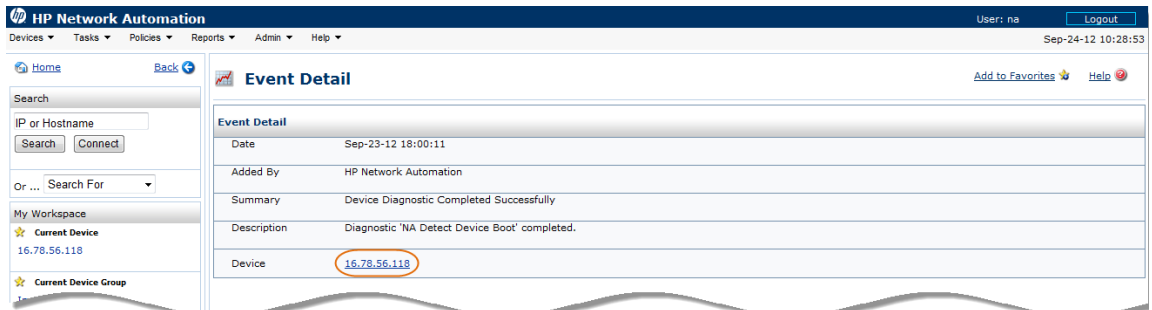 hp HP Network Automation
User: na Logout
Devices Tasks Policies Reports Admin Help
Sep-24-12 10:28:53
Home Back
Search
IP or Hostname
Search Connect
Or ... Search For
My Workspace
Current Device
16.78.56.118
Current Device Group
Event Detail
Add to Favorites Help
Event Detail
Date Sep-23-12 18:00:11
Added By HP Network Automation
Summary Device Diagnostic Completed Successfully
Description Diagnostic 'NA Detect Device Boot' completed.
Device 16.78.56.118